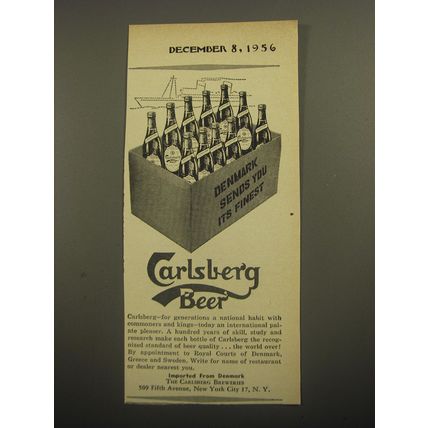 DECEMBER 8, 1956
DENMARK
SENDS YOU
ITS FINEST
Carlsberg
Beer
Carlsberg—for generations a national habit with
commoners and kings—today an international pal-
ate pleaser. A hundred years of skill, study and
research make each bottle of Carlsberg the recog-
nized standard of beer quality . . . the world over!
By appointment to Royal Courts of Denmark,
Greece and Sweden. Write for name of restaurant
or dealer nearest you.
Imported From Denmark
THE CARLSBERG BREWERIES
509 Fifth Avenue, New York City 17, N. Y.